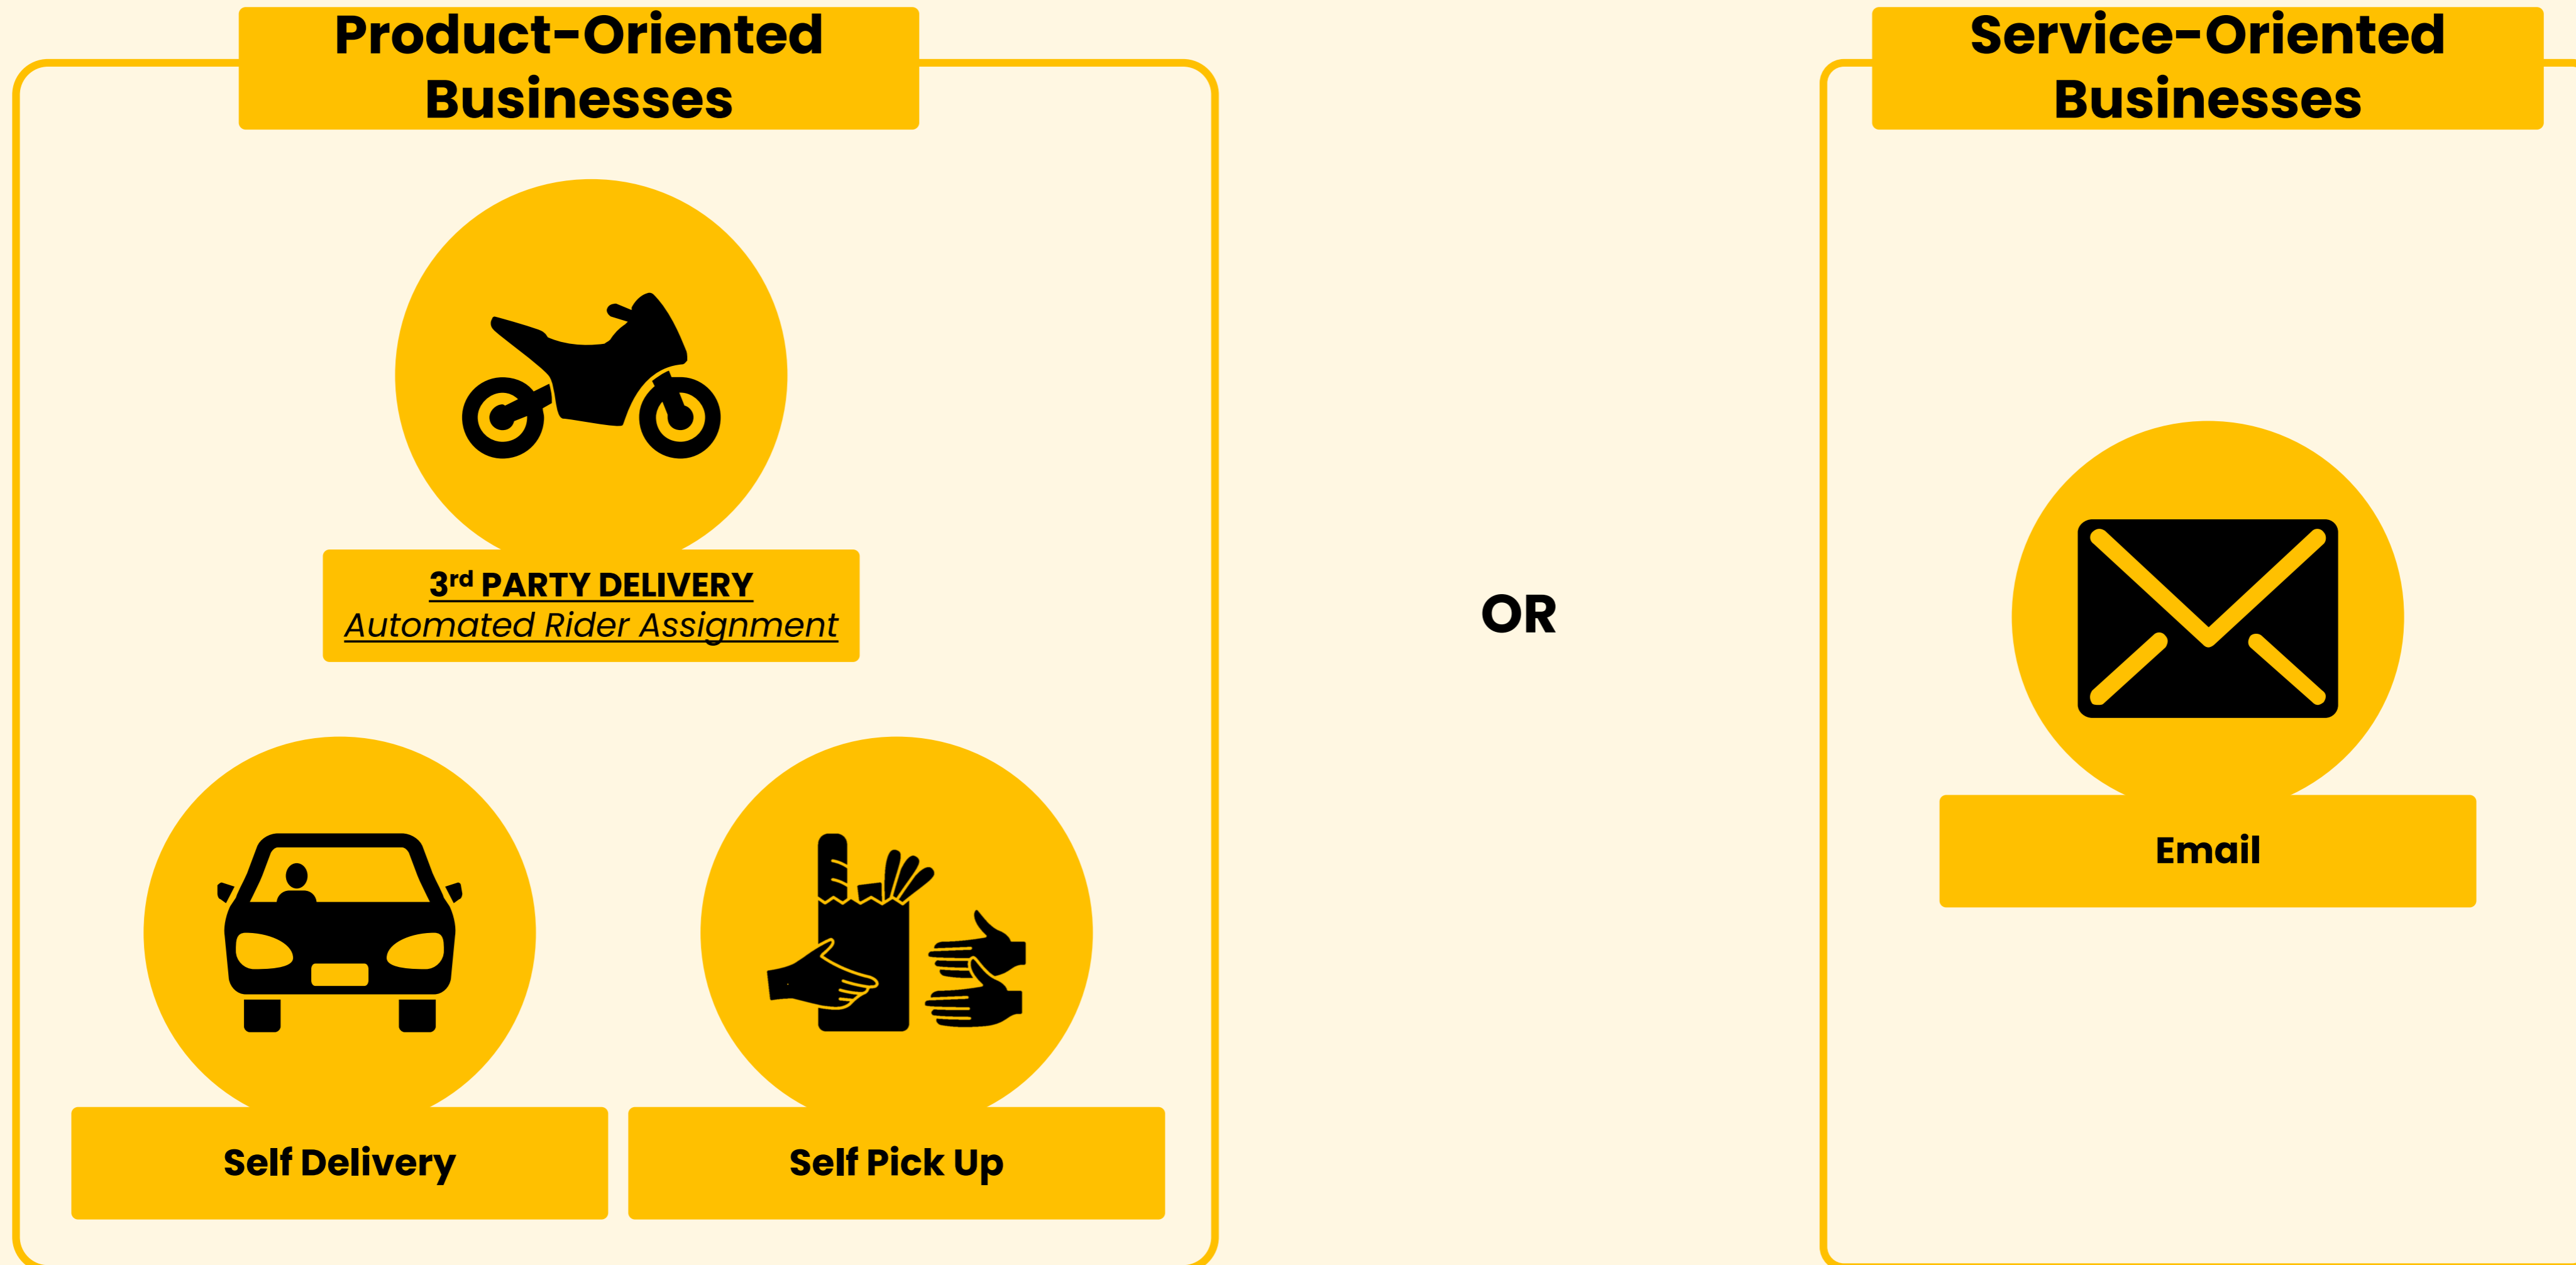 Product-Oriented
Businesses
3rd PARTY DELIVERY
Automated Rider Assignment
Self Delivery
Self Pick Up
OR
Service-Oriented
Businesses
Email